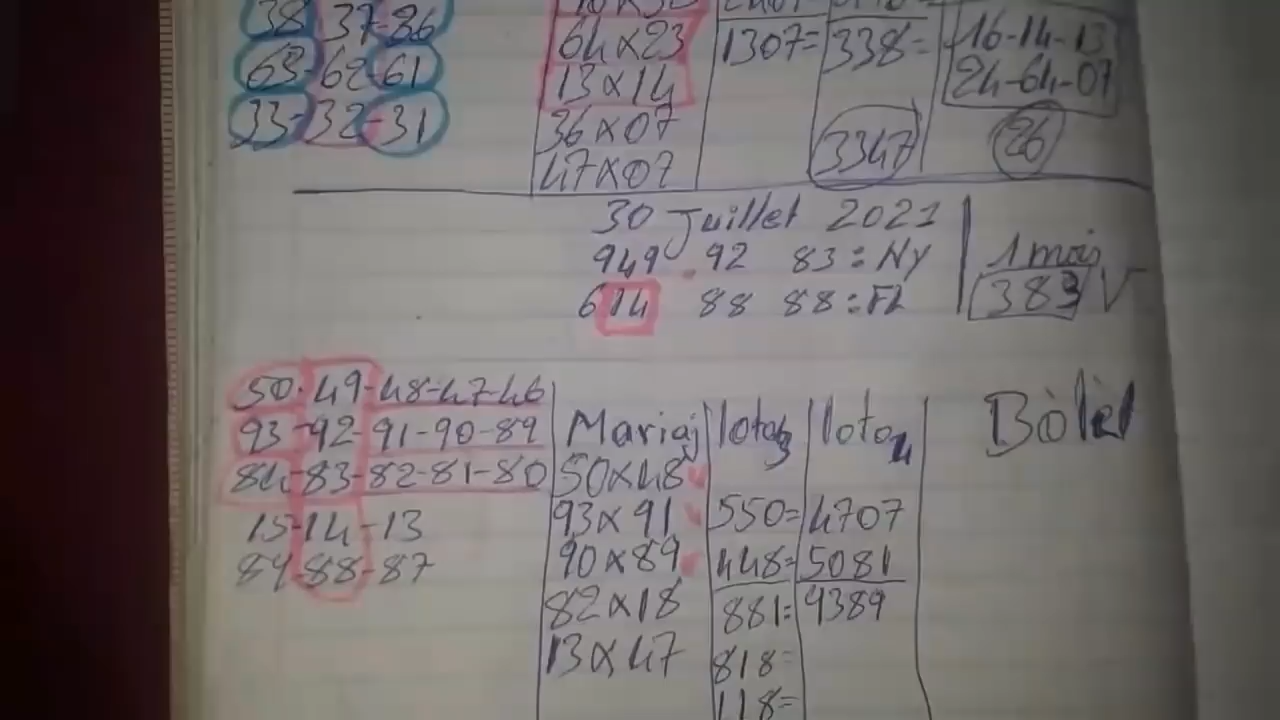 38 37-86
63-62-61
33-32-31
64x23
13x14
36x07
47x07
1307=
338=
3347
16-14-13
24-64-07
26
30 Juillet 2021
949 . 92 83 : Ny
614 88 88 : FL
1 mois
383 V
50-49-48-47-46
93-92-91-90-89
84-83-82-81-80
15-14-13
89-88-87
Mariaj
50x48
93x91
90x89
82x18
13x47
loto3
550=
448=
881=
818=
118=
loto4
4707
5081
9389
Bòlèt